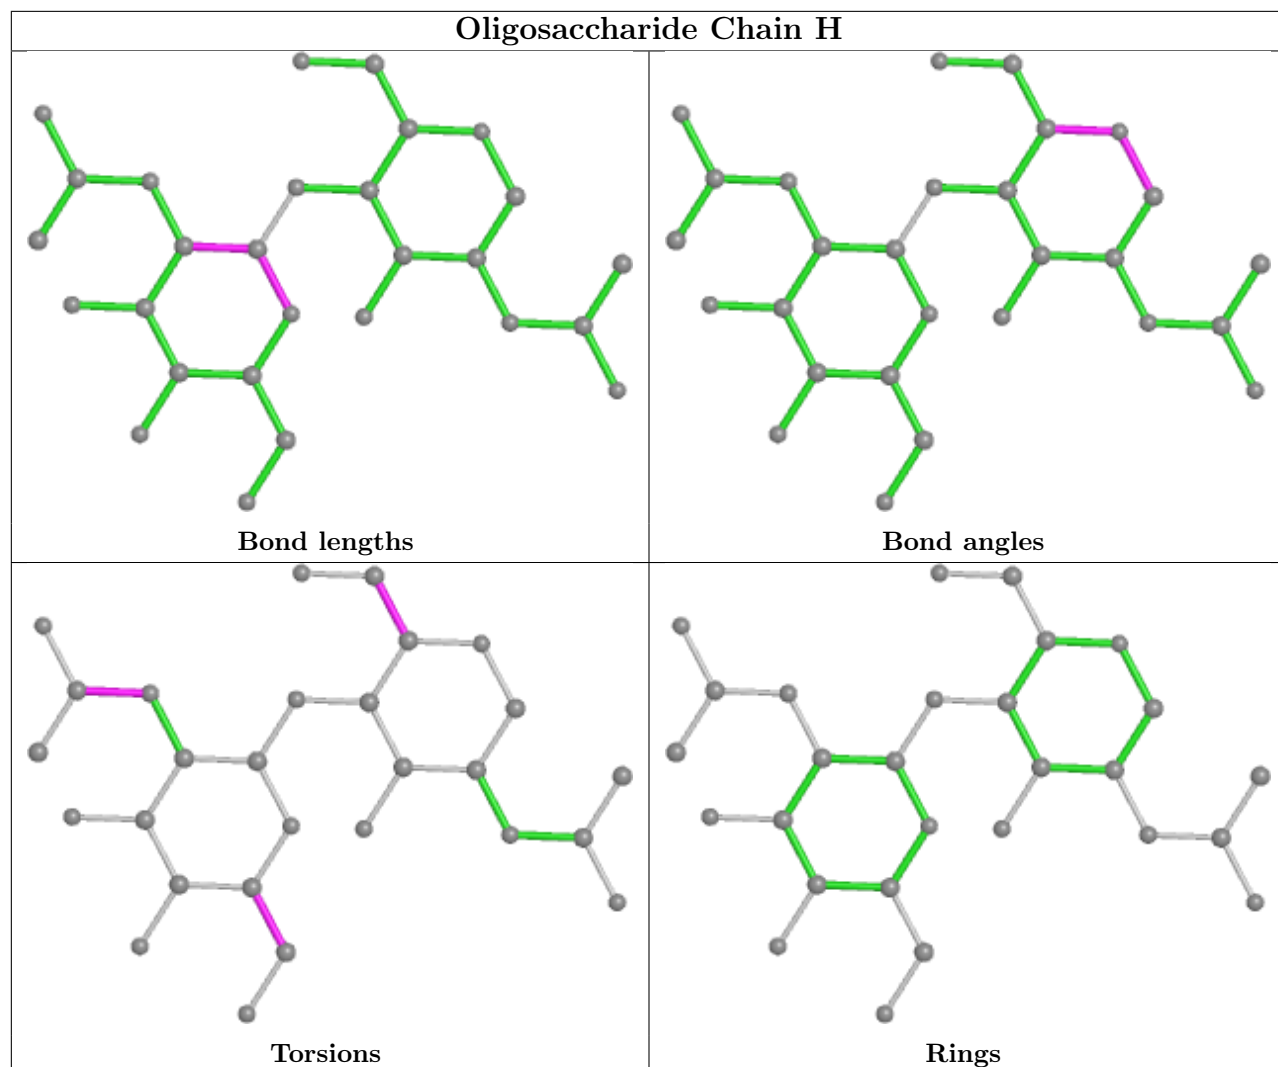 Oligosaccharide Chain H
Bond lengths
Bond angles
Torsions
Rings